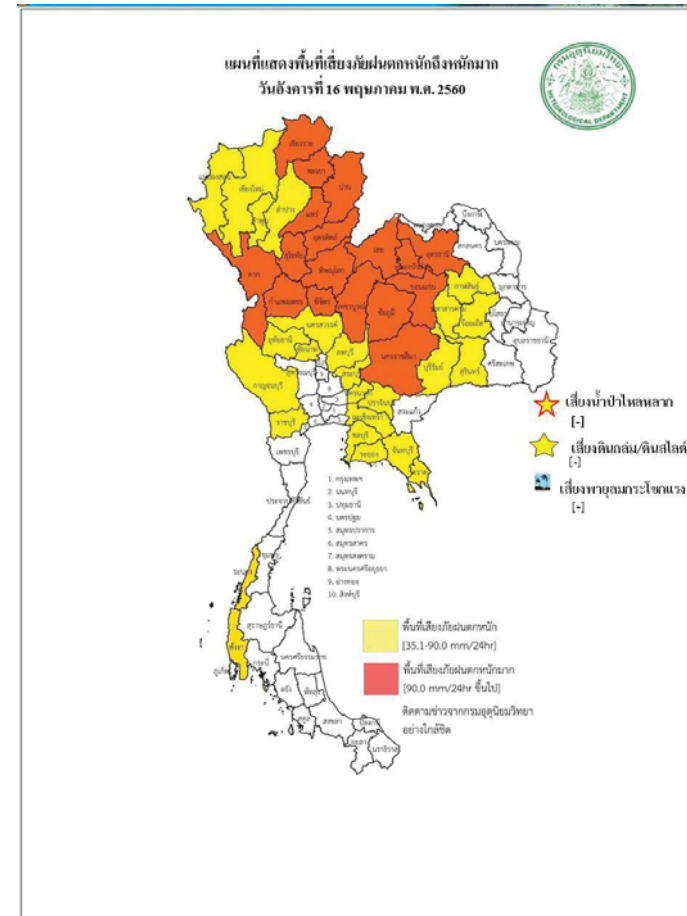 แผนที่แสดงพื้นที่เสี่ยงภัยฝนตกหนักถึงหนักมาก
วันอังคารที่ 16 พฤษภาคม พ.ศ. 2560
กรมอุตุนิยมวิทยา
METEOROLOGICAL DEPARTMENT
เชียงราย
พะเยา
แม่ฮ่องสอน
น่าน
เชียงใหม่
ลำปาง
ลำพูน
แพร่
อุตรดิตถ์
บึงกาฬ
สกลนคร
นครพนม
เลย
อุดรธานี
สุโขทัย
ตาก
พิษณุโลก
ขอนแก่น
กาฬสินธุ์
มุกดาหาร
กำแพงเพชร
พิจิตร
เพชรบูรณ์
ชัยภูมิ
มหาสารคาม
ร้อยเอ็ด
ยโสธร
อำนาจเจริญ
นครสวรรค์
อุบลราชธานี
อุทัยธานี
ชัยนาท
ลพบุรี
นครราชสีมา
บุรีรัมย์
สุรินทร์
ศรีสะเกษ
กาญจนบุรี
สุพรรณบุรี
สระบุรี
นครนายก
ปราจีนบุรี
สระแก้ว
ฉะเชิงเทรา
ราชบุรี
ชลบุรี
ระยอง
จันทบุรี
ตราด
เพชรบุรี
ประจวบคีรีขันธ์
เสี่ยงน้ำป่าไหลหลาก
[-]
เสี่ยงดินถล่ม/ดินสไลด์
[-]
เสี่ยงพายุลมกระโชกแรง
[+]
1. กรุงเทพฯ
2. นนทบุรี
3. ปทุมธานี
4. นครปฐม
5. สมุทรปราการ
6. สมุทรสาคร
7. สมุทรสงคราม
8. พระนครศรีอยุธยา
9. อ่างทอง
10. สิงห์บุรี
ชุมพร
ระนอง
สุราษฎร์ธานี
พังงา
ภูเก็ต
กระบี่
นครศรีธรรมราช
ตรัง
พัทลุง
สตูล
สงขลา
ปัตตานี
ยะลา
นราธิวาส
พื้นที่เสี่ยงภัยฝนตกหนัก
[35.1-90.0 mm/24hr]
พื้นที่เสี่ยงภัยฝนตกหนักมาก
[90.0 mm/24hr ขึ้นไป]
ติดตามข่าวจากกรมอุตุนิยมวิทยา
อย่างใกล้ชิด